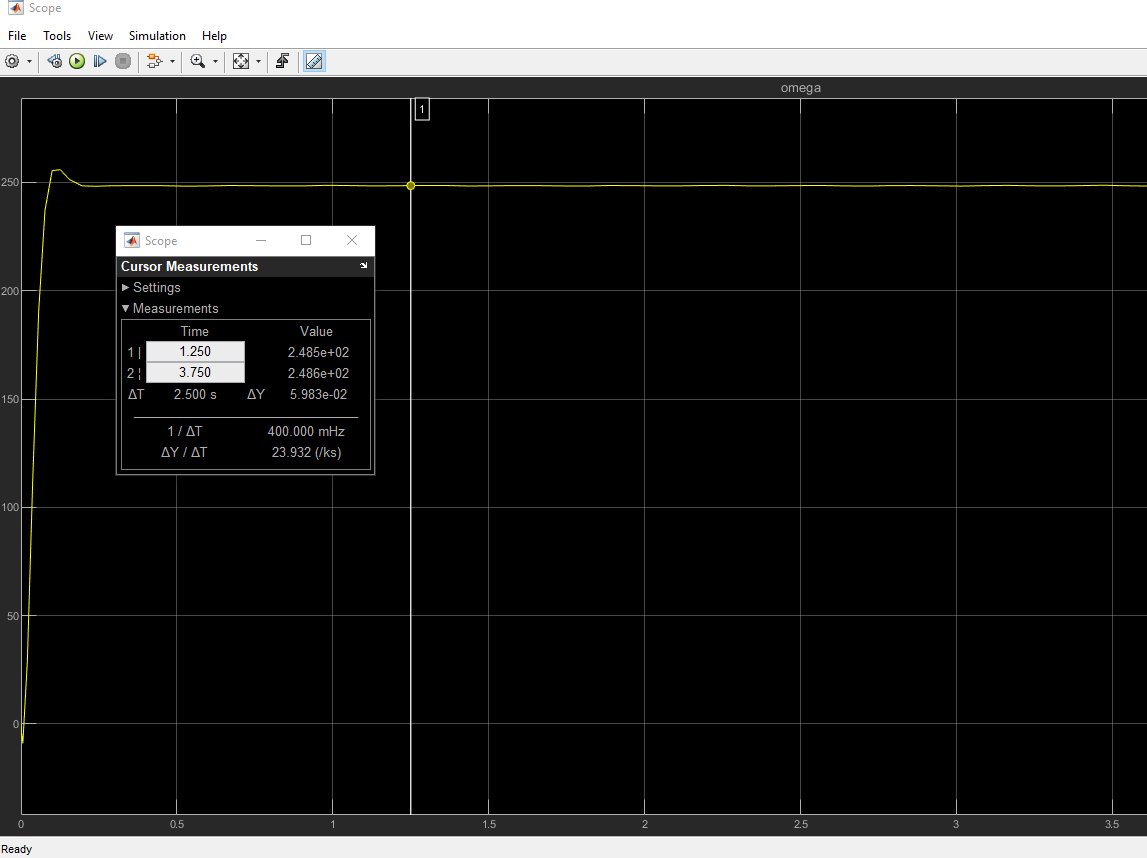 Scope
File Tools View Simulation Help
omega
1
250
200
150
100
50
0
Scope
Cursor Measurements
Settings
Measurements
Time Value
1 | 1.250 2.485e+02
2 ¦ 3.750 2.486e+02
ΔT 2.500 s ΔY 5.983e-02
1 / ΔT 400.000 mHz
ΔY / ΔT 23.932 (/ks)
0 0.5 1 1.5 2 2.5 3 3.5
Ready